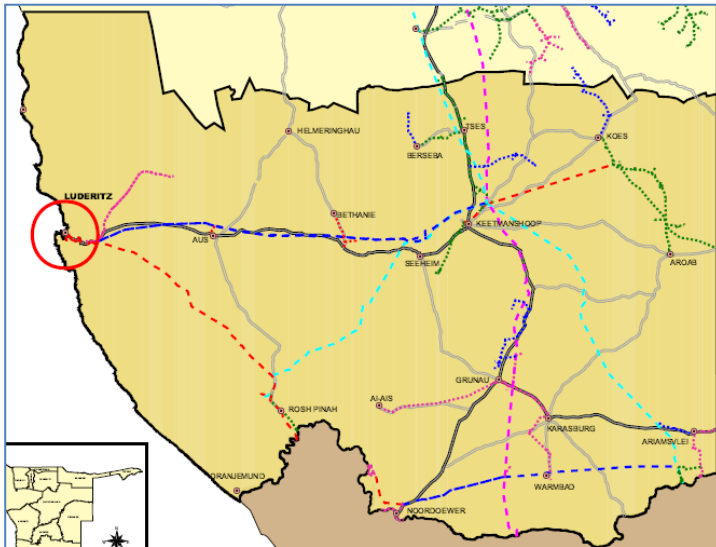 TSES
KOES
HELMERINGHAU
BERSEBA
LUDERITZ
BETHANIE
KEETMANSHOOP
AUS
SEEHEIM
AROAB
GRUNAU
AI-AIS
ROSH PINAH
KARASBURG
ARIAMSVLEI
ORANJEMUND
WARMBAD
NOORDOEWER